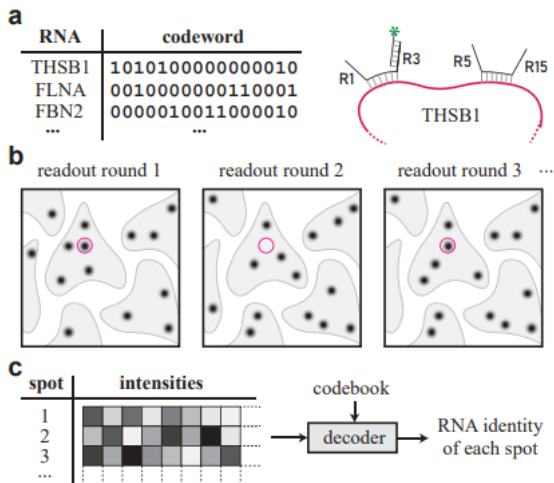 a
RNA codeword
THSB1 1010100000000010
FLNA 0010000000110001
FBN2 0000010011000010
... ...
* R1 R3 R5 R15
THSB1
b
readout round 1 readout round 2 readout round 3 ...
c
spot intensities
1
2
3
...
codebook
decoder
RNA identity
of each spot